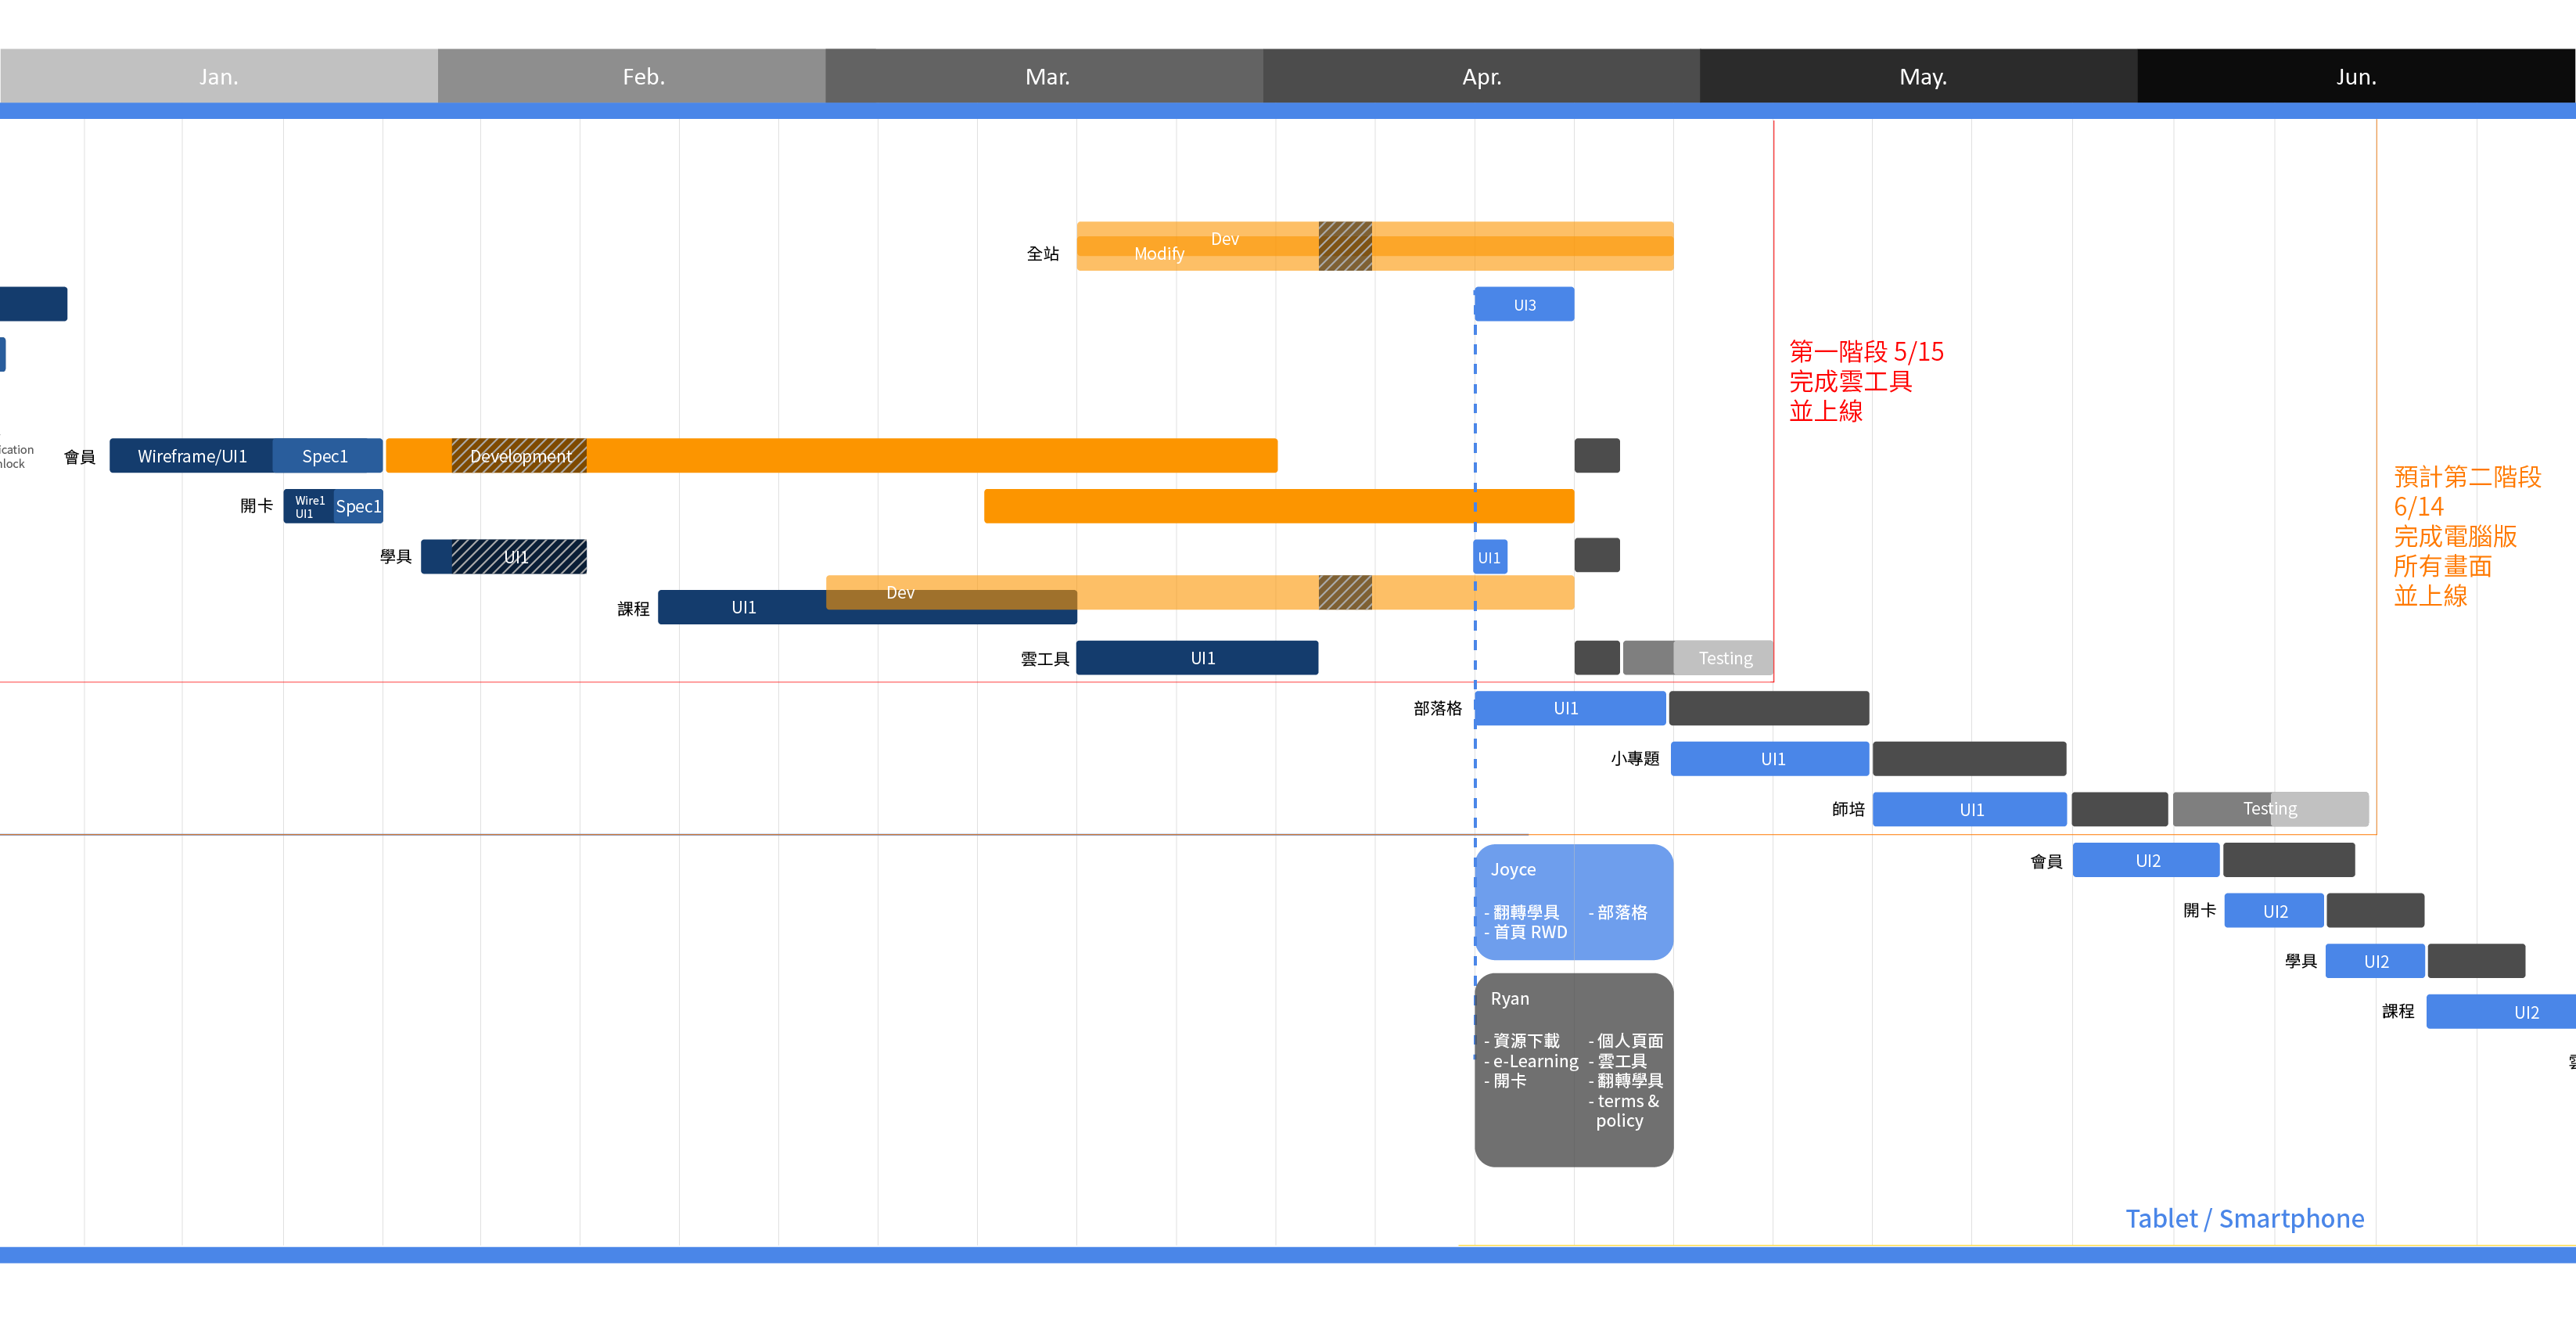 Jan.
Feb.
Mar.
Apr.
May.
Jun.
全站
Dev
Modify
UI3
第一階段 5/15
完成雲工具
並上線
ication
lock
會員
Wireframe/UI1
Spec1
Development
開卡
Wire1
UI1
Spec1
預計第二階段
6/14
完成電腦版
所有畫面
並上線
學具
UI1
UI1
課程
UI1
Dev
雲工具
UI1
Testing
部落格
UI1
小專題
UI1
師培
UI1
Testing
會員
UI2
開卡
UI2
學具
UI2
課程
UI2
Joyce
- 翻轉學具
- 首頁 RWD
- 部落格
Ryan
- 資源下載
- e-Learning
- 開卡
- 個人頁面
- 雲工具
- 翻轉學具
- terms &
policy
Tablet / Smartphone